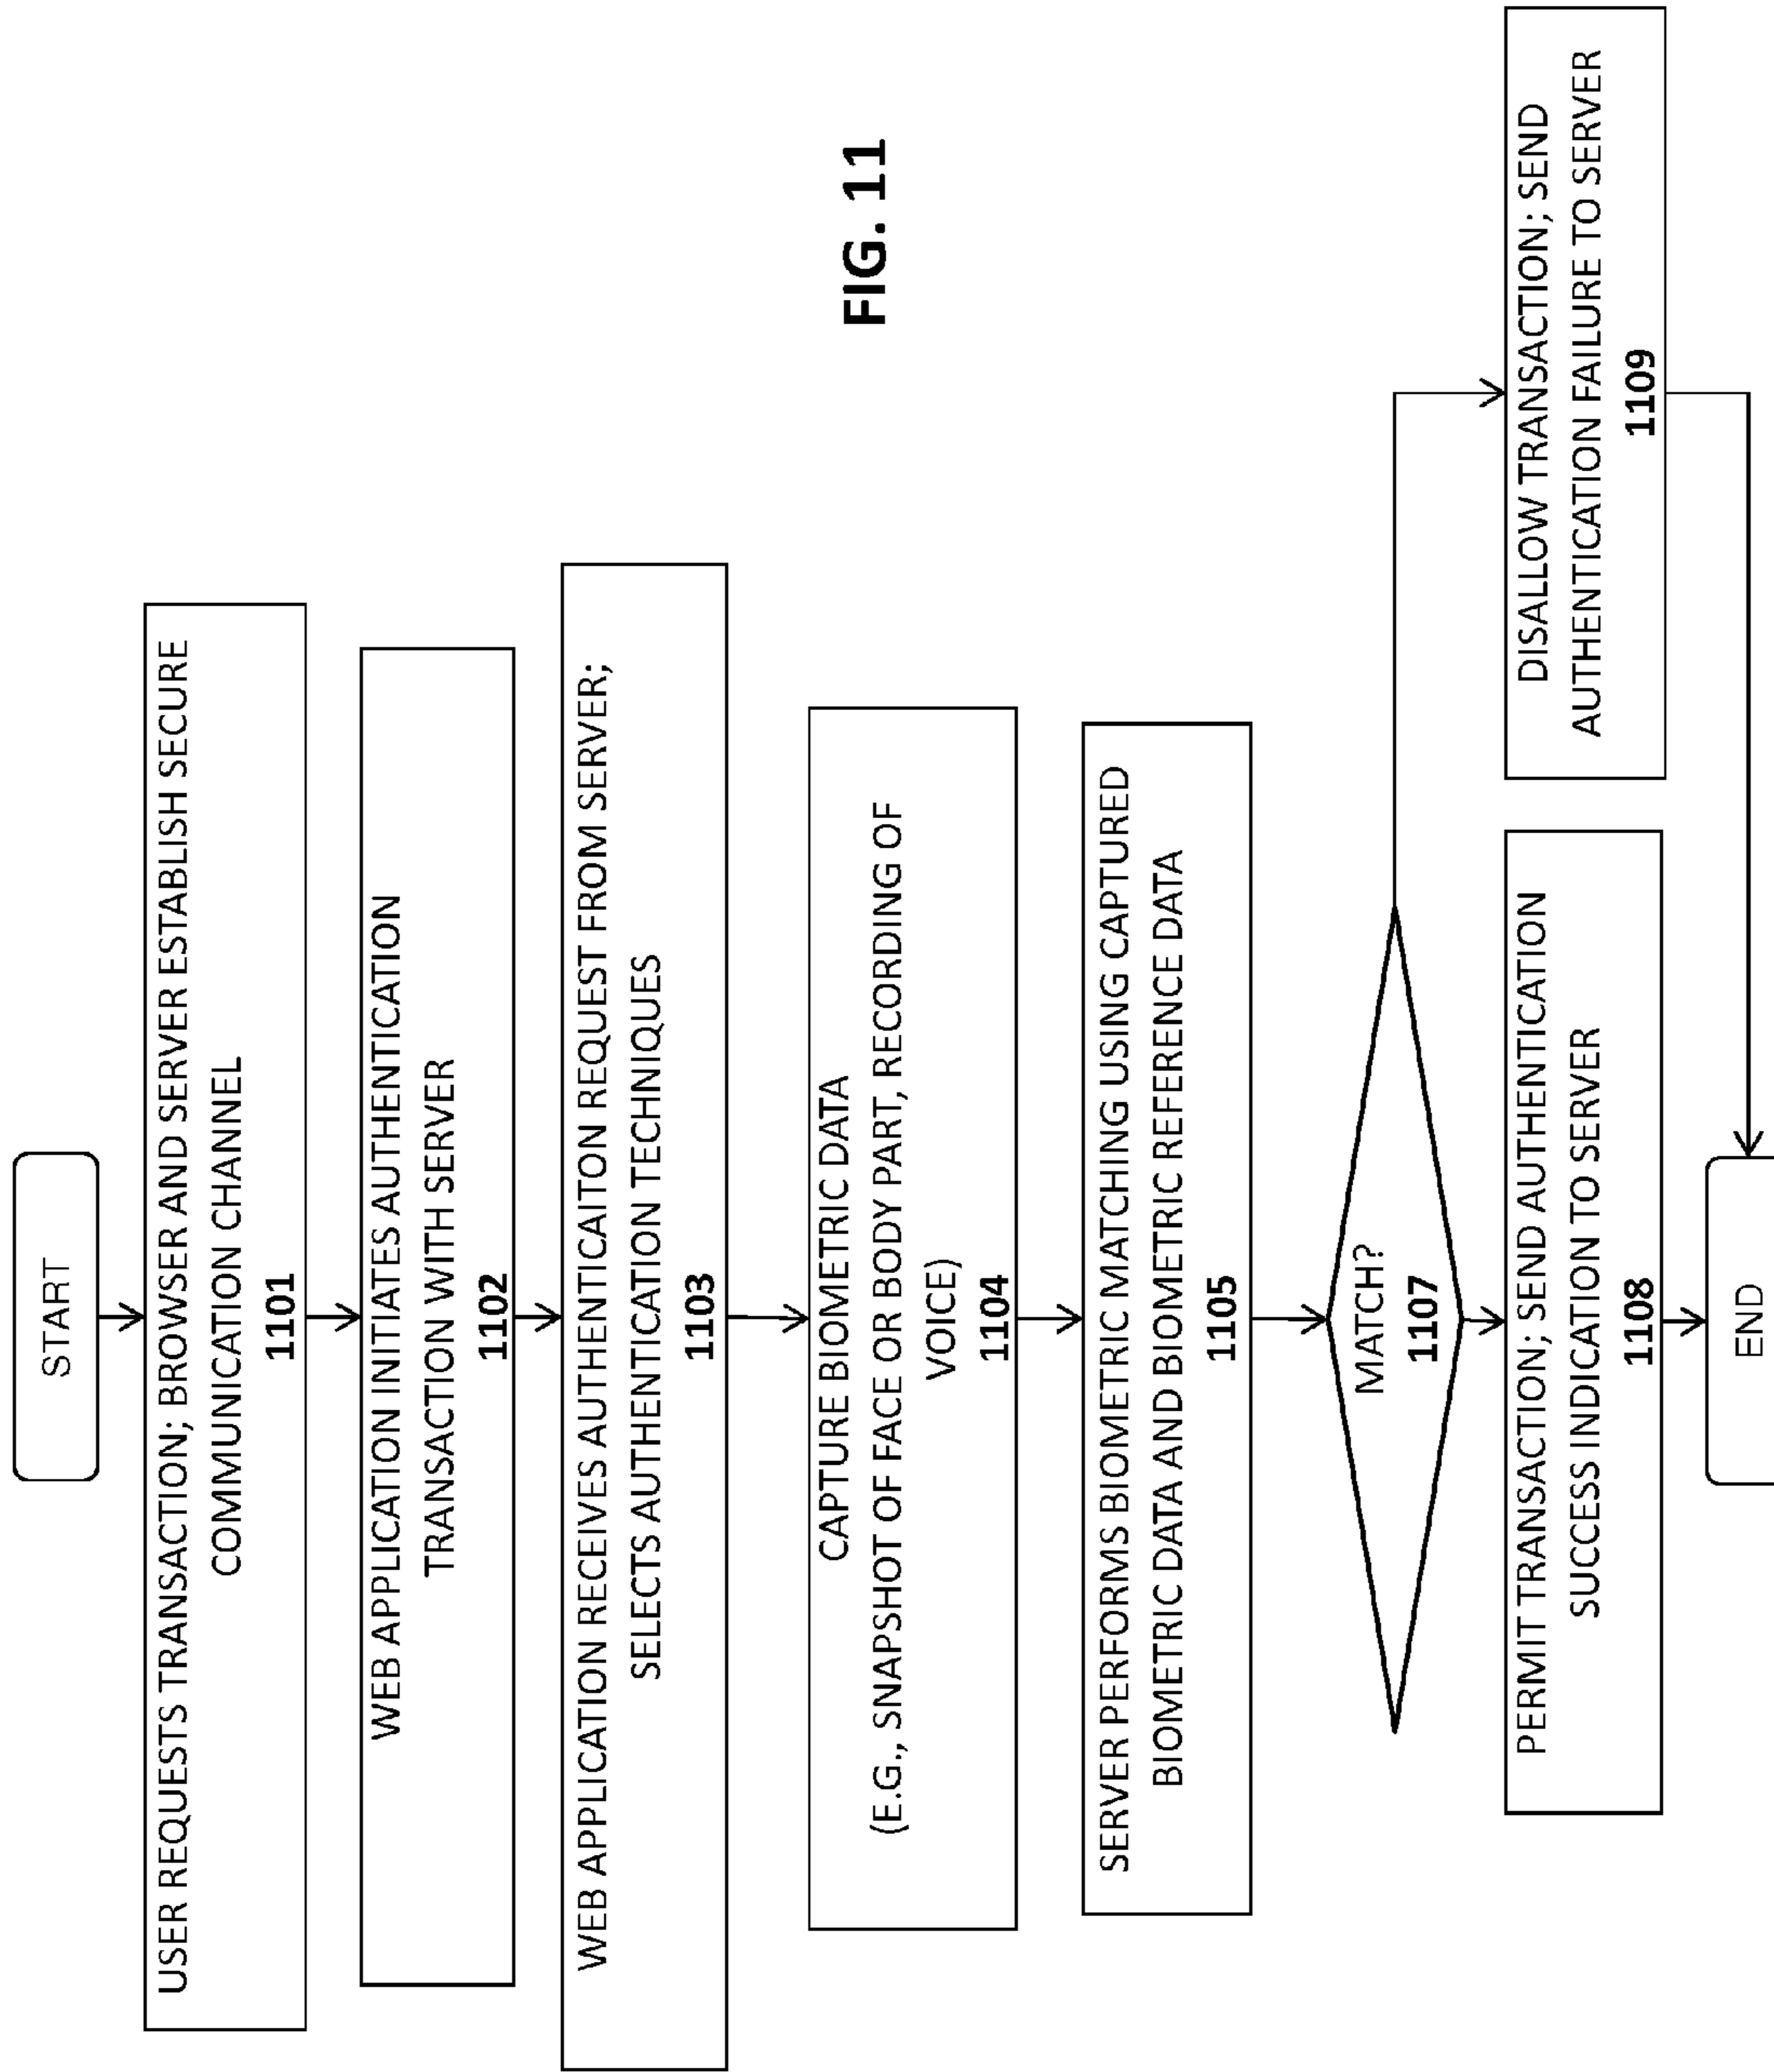 START
USER REQUESTS TRANSACTION; BROWSER AND SERVER ESTABLISH SECURE
COMMUNICATION CHANNEL
1101
WEB APPLICATION INITIATES AUTHENTICATION
TRANSACTION WITH SERVER
1102
WEB APPLICATION RECEIVES AUTHENTICAITON REQUEST FROM SERVER;
SELECTS AUTHENTICATION TECHNIQUES
1103
CAPTURE BIOMETRIC DATA
(E.G., SNAPSHOT OF FACE OR BODY PART, RECORDING OF
VOICE)
1104
SERVER PERFORMS BIOMETRIC MATCHING USING CAPTURED
BIOMETRIC DATA AND BIOMETRIC REFERENCE DATA
1105
MATCH?
1107
PERMIT TRANSACTION; SEND AUTHENTICATION
SUCCESS INDICATION TO SERVER
1108
DISALLOW TRANSACTION; SEND
AUTHENTICATION FAILURE TO SERVER
1109
END
FIG. 11